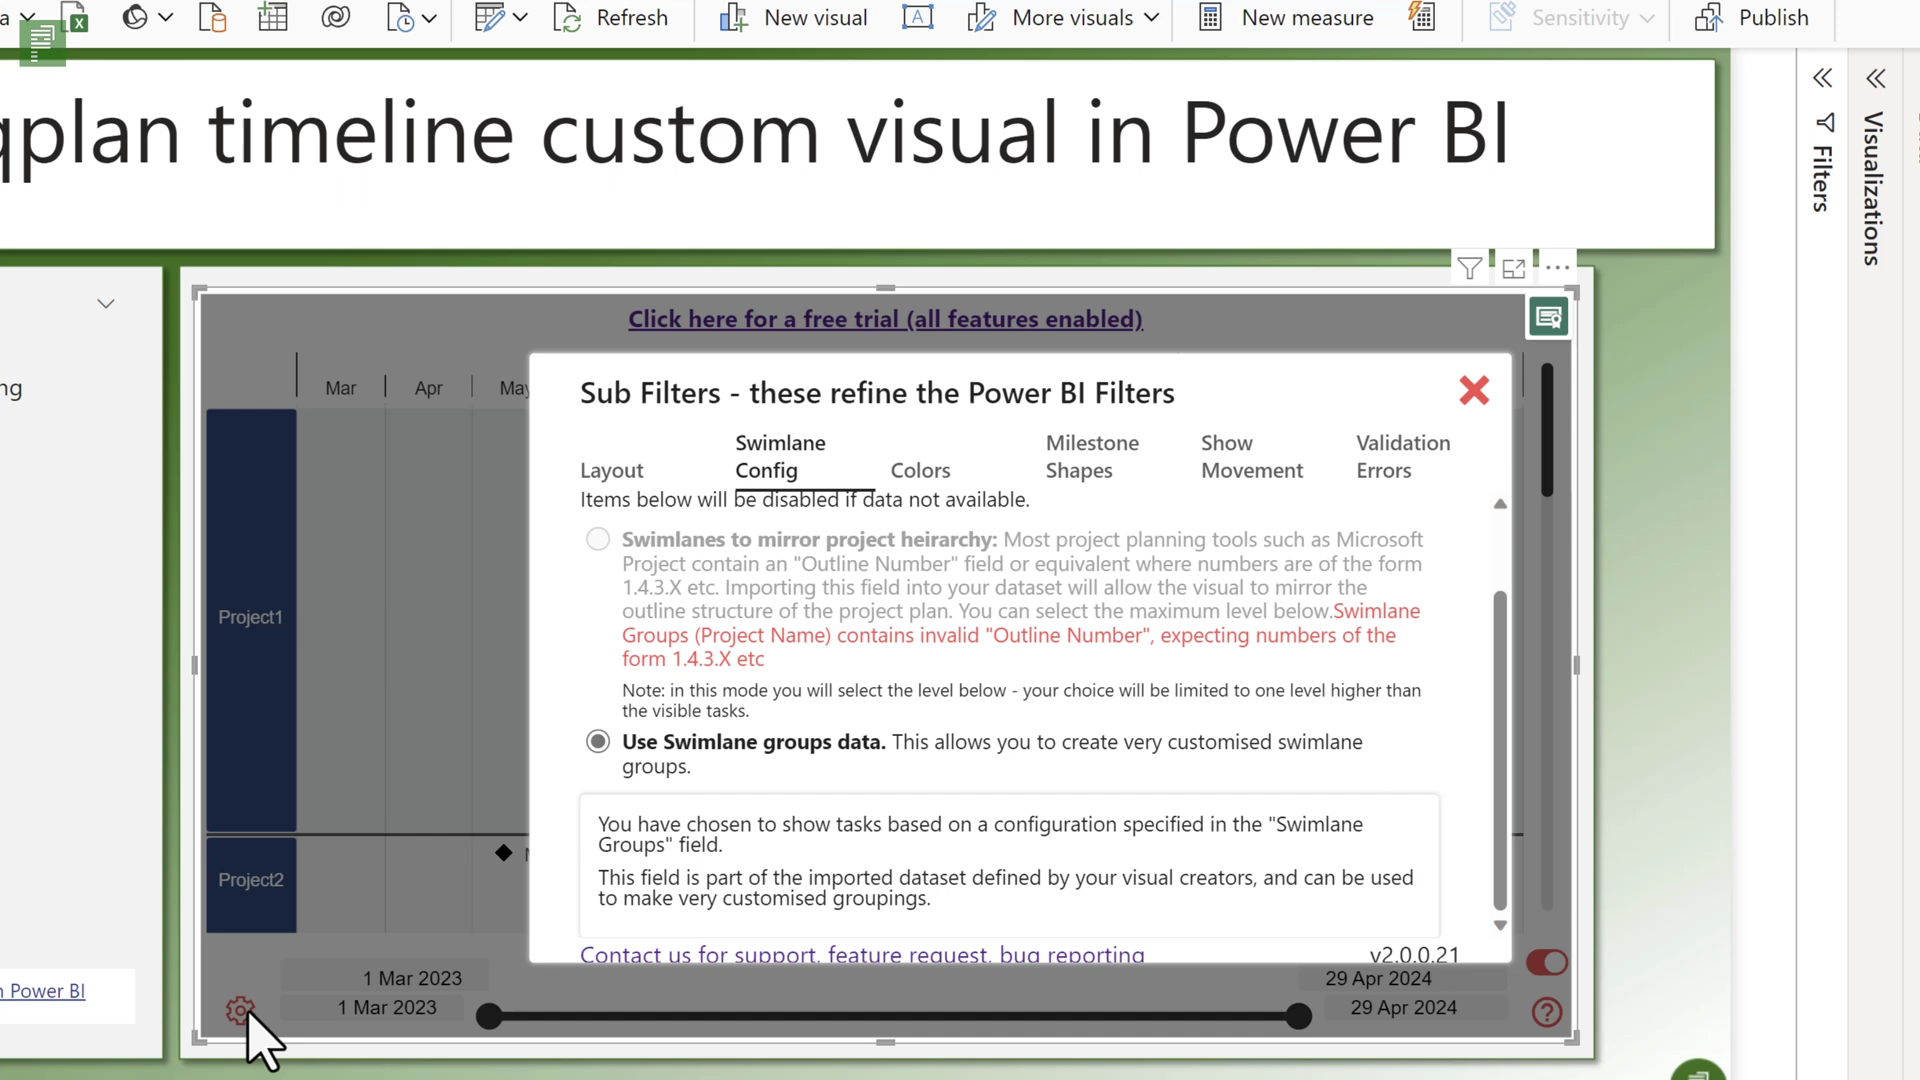 Refresh
New visual
More visuals
New measure
Sensitivity
Publish
qplan timeline custom visual in Power BI
Filters
Visualizations
ng
Click here for a free trial (all features enabled)
Mar
Apr
May
Project1
Project2
Sub Filters - these refine the Power BI Filters
Layout
Swimlane
Config
Colors
Milestone
Shapes
Show
Movement
Validation
Errors
Items below will be disabled if data not available.
Swimlanes to mirror project heirarchy: Most project planning tools such as Microsoft
Project contain an "Outline Number" field or equivalent where numbers are of the form
1.4.3.X etc. Importing this field into your dataset will allow the visual to mirror the
outline structure of the project plan. You can select the maximum level below.Swimlane
Groups (Project Name) contains invalid "Outline Number", expecting numbers of the
form 1.4.3.X etc
Note: in this mode you will select the level below - your choice will be limited to one level higher than
the visible tasks.
Use Swimlane groups data. This allows you to create very customised swimlane
groups.
You have chosen to show tasks based on a configuration specified in the "Swimlane
Groups" field.
This field is part of the imported dataset defined by your visual creators, and can be used
to make very customised groupings.
Contact us for support, feature request, bug reporting
v2.0.0.21
1 Mar 2023
29 Apr 2024
1 Mar 2023
29 Apr 2024
n Power BI